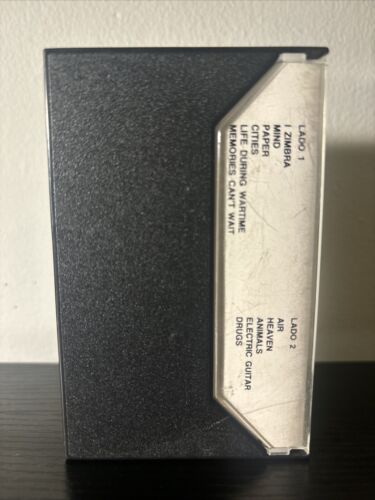 LADO 1
I ZIMBRA
MIND
PAPER
CITIES
LIFE DURING WARTIME
MEMORIES CAN'T WAIT
LADO 2
AIR
HEAVEN
ANIMALS
ELECTRIC GUITAR
DRUGS